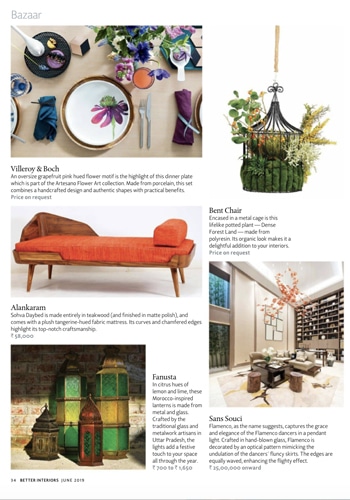 Bazaar
Villeroy & Boch
An oversize grapefruit pink hued flower motif is the highlight of this dinner plate
which is part of the Artesano Flower Art collection. Made from porcelain, this set
combines a handcrafted design and authentic shapes with practical benefits.
Price on request
Bent Chair
Encased in a metal cage is this
lifelike potted plant — Dense
Forest Land — made from
polyresin. Its organic look makes it a
delightful addition to your interiors.
Price on request
Alankaram
Sohva Daybed is made entirely in teakwood (and finished in matte polish), and
comes with a plush tangerine-hued fabric mattress. Its curves and chamfered edges
highlight its top-notch craftsmanship.
₹ 58,000
Fanusta
In citrus hues of
lemon and lime, these
Morocco-inspired
lanterns is made from
metal and glass.
Crafted by the
traditional glass and
metalwork artisans in
Uttar Pradesh, the
lights add a festive
touch to your space
all through the year.
₹ 700 to ₹ 1,650
Sans Souci
Flamenco, as the name suggests, captures the grace
and elegance of the Flamenco dancers in a pendant
light. Crafted in hand-blown glass, Flamenco is
decorated by an optical pattern mimicking the
undulation of the dancers' fluncy skirts. The edges are
equally waved, enhancing the flighty effect.
₹ 25,00,000 onward
54 BETTER INTERIORS JUNE 2019